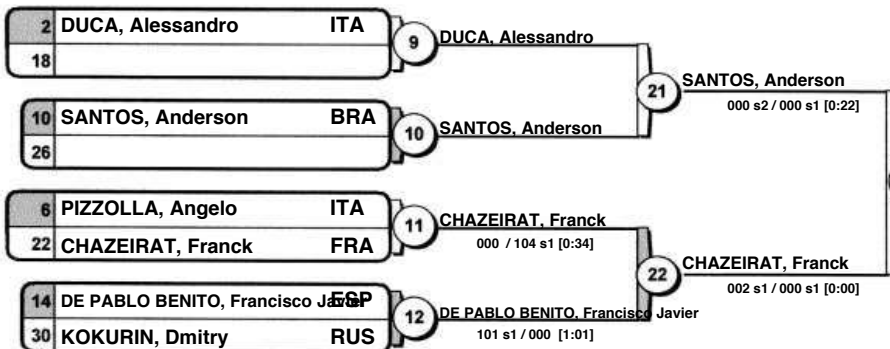 2 DUCA, Alessandro ITA
18
9
DUCA, Alessandro
10 SANTOS, Anderson BRA
26
10
SANTOS, Anderson
21
SANTOS, Anderson
000 s2 / 000 s1 [0:22]
6 PIZZOLLA, Angelo ITA
22 CHAZEIRAT, Franck FRA
11
CHAZEIRAT, Franck
000 / 104 s1 [0:34]
14 DE PABLO BENITO, Francisco Javier ESP
30 KOKURIN, Dmitry RUS
12
DE PABLO BENITO, Francisco Javier
101 s1 / 000 [1:01]
22
CHAZEIRAT, Franck
002 s1 / 000 s1 [0:00]